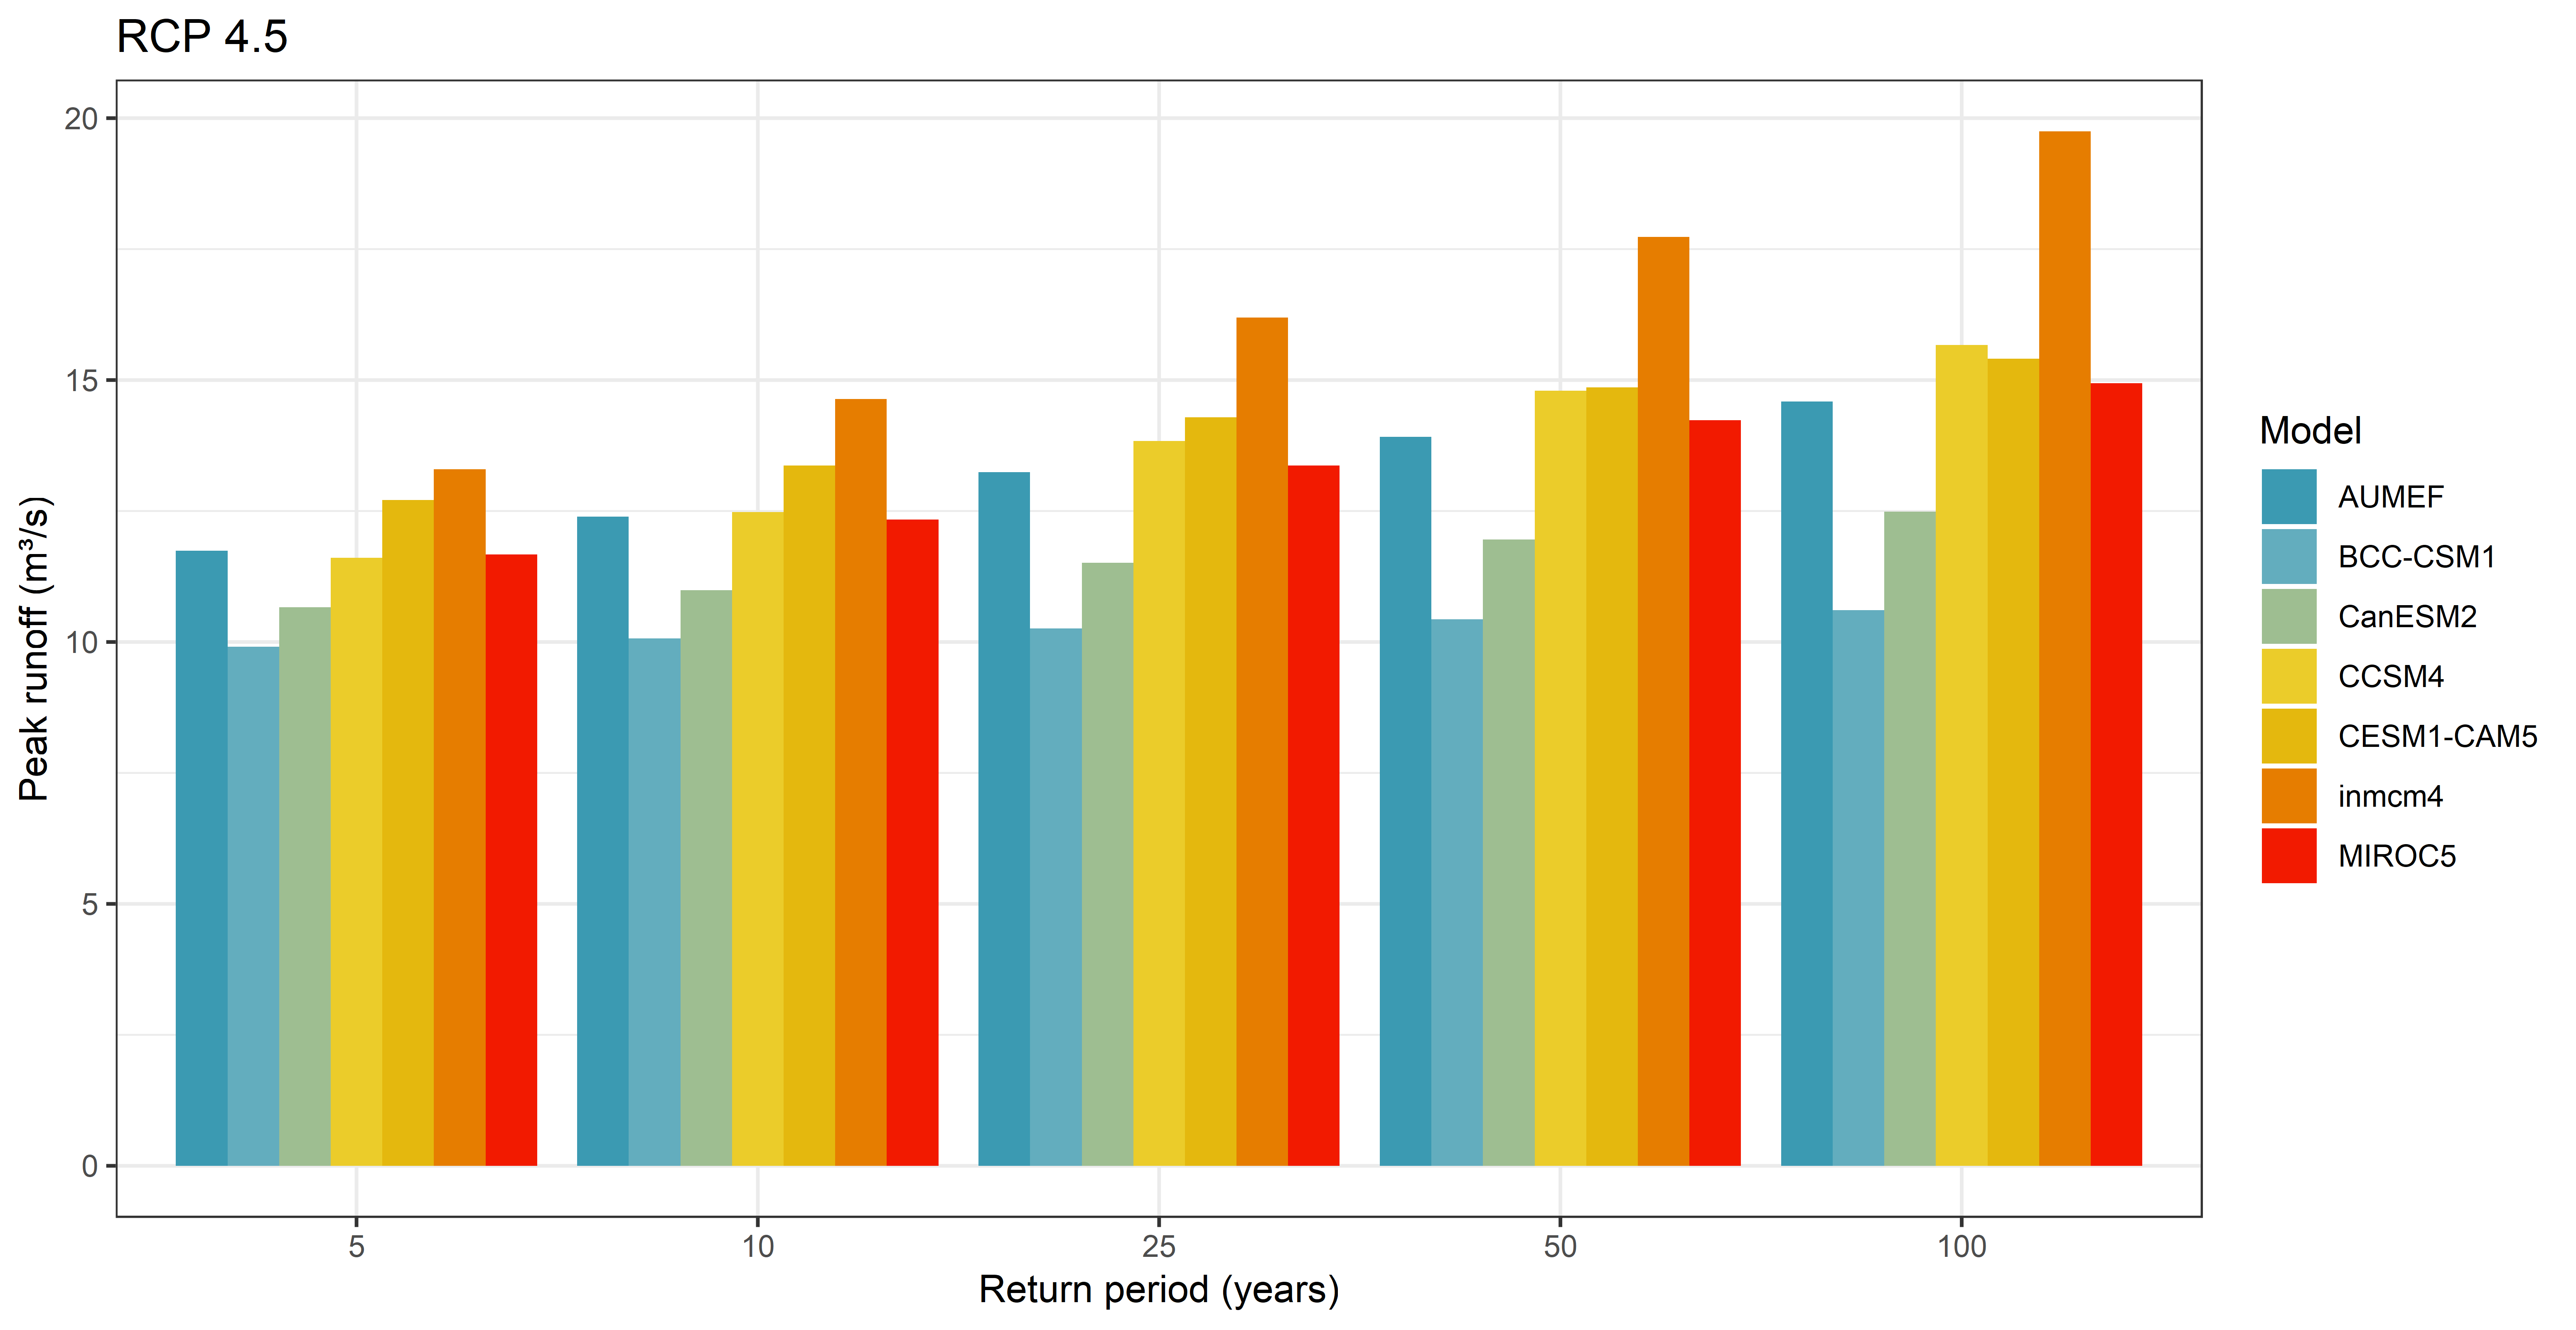 RCP 4.5
Peak runoff (m³/s)
20
15
10
5
0
5
10
25
50
100
Return period (years)
Model
AUMEF
BCC-CSM1
CanESM2
CCSM4
CESM1-CAM5
inmcm4
MIROC5